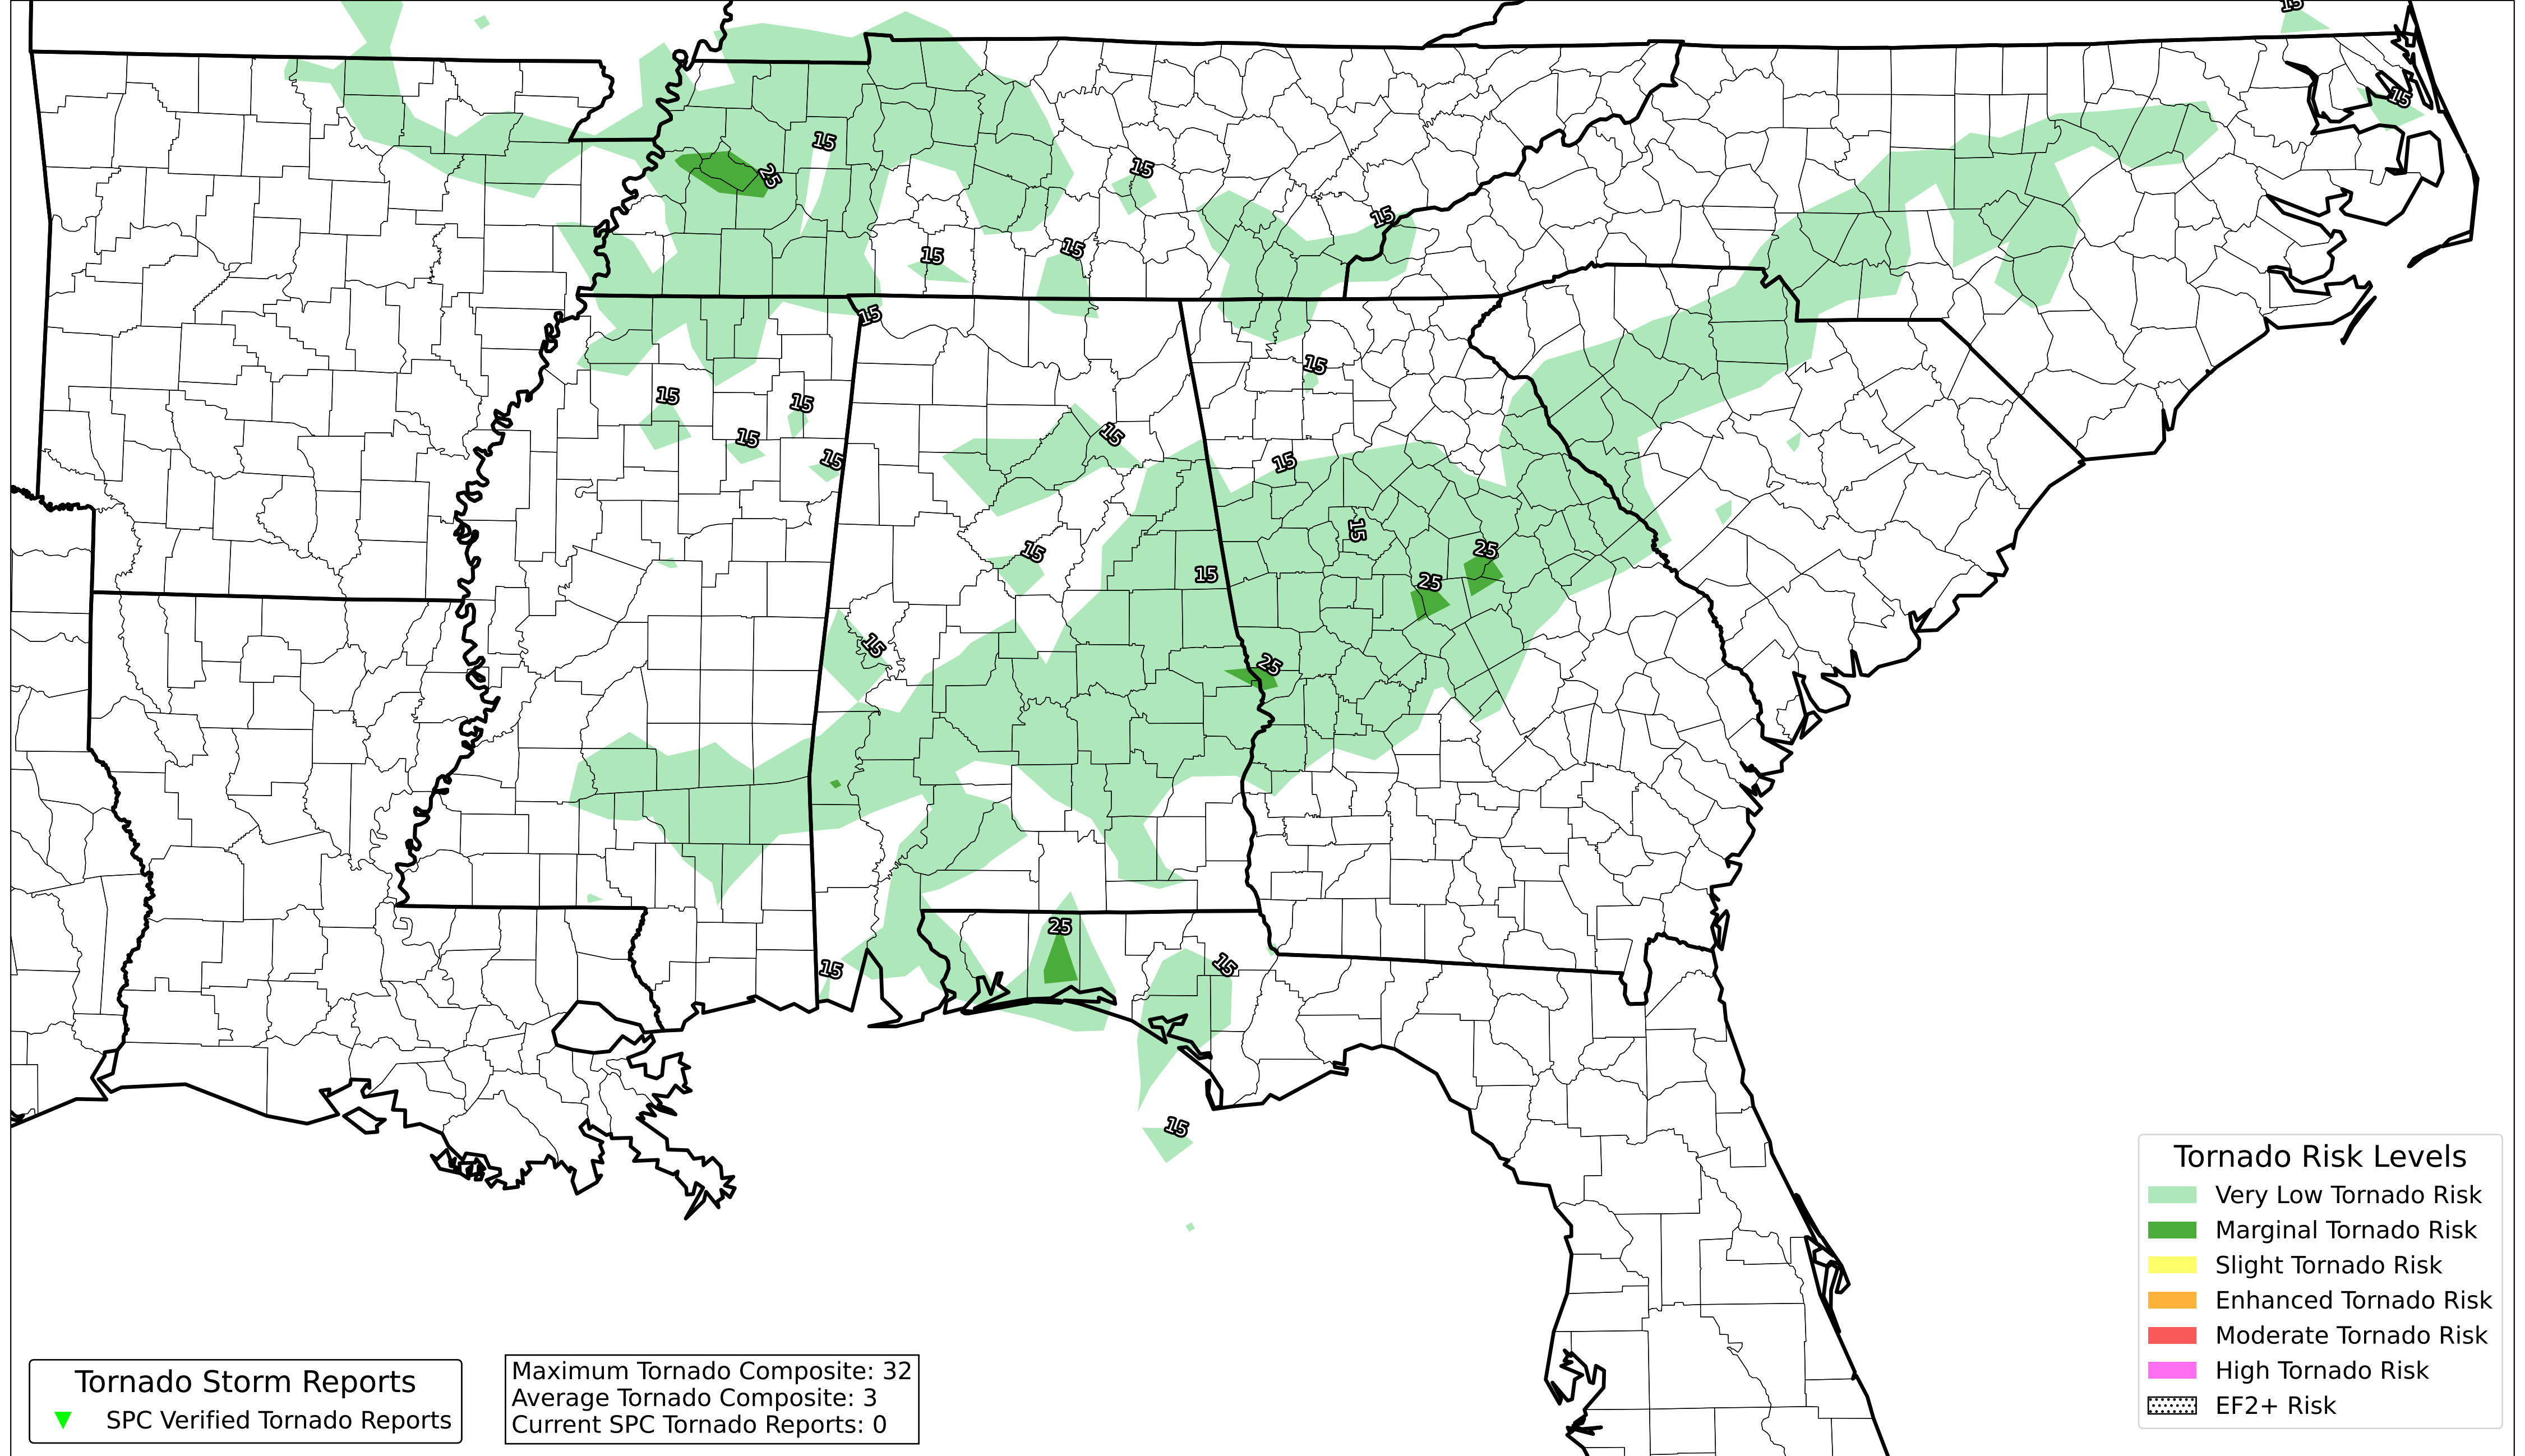 15
15
15
25
15
15
15
15
15
15
15
15
15
15
15
15
15
25
15
15
25
25
15
25
15
15
15
Tornado Risk Levels
Very Low Tornado Risk
Marginal Tornado Risk
Slight Tornado Risk
Enhanced Tornado Risk
Moderate Tornado Risk
High Tornado Risk
EF2+ Risk
Tornado Storm Reports
SPC Verified Tornado Reports
Maximum Tornado Composite: 32
Average Tornado Composite: 3
Current SPC Tornado Reports: 0